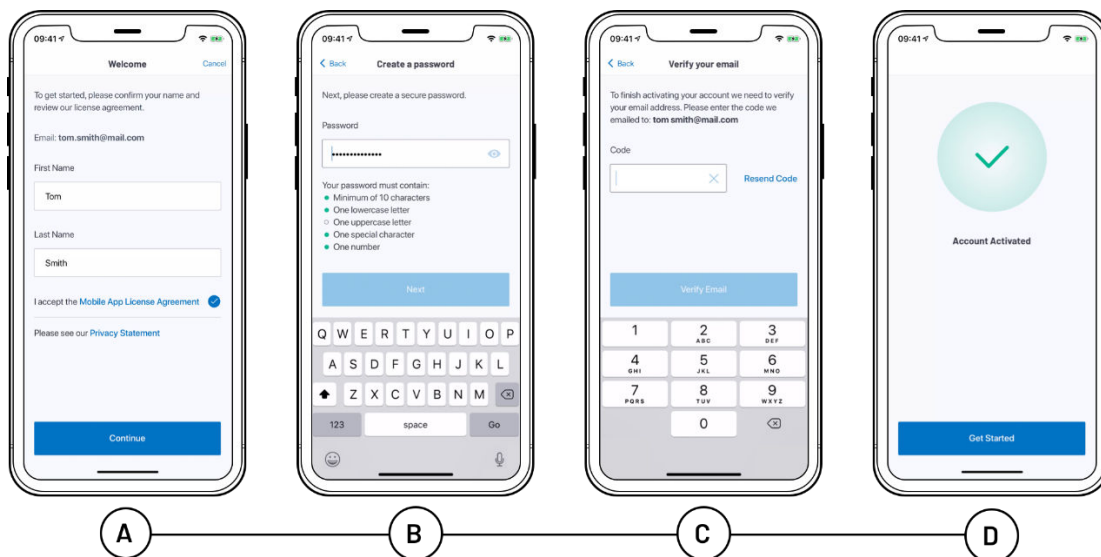 09:41
Welcome
Cancel
To get started, please confirm your name and
review our license agreement.
Email: tom.smith@mail.com
First Name
Tom
Last Name
Smith
I accept the Mobile App License Agreement
Please see our Privacy Statement
Continue
A
09:41
Back
Create a password
Next, please create a secure password.
Password
••••••••••••••
Your password must contain:
Minimum of 10 characters
One lowercase letter
One uppercase letter
One special character
One number
Next
Q W E R T Y U I O P
A S D F G H J K L
Z X C V B N M
123 space Go
B
09:41
Back
Verify your email
To finish activating your account we need to verify
your email address. Please enter the code we
emailed to: tom smith@mail.com
Code
Resend Code
Verify Email
1 2 3
ABC DEF
4 5 6
GHI JKL MNO
7 8 9
PQRS TUV WXYZ
0
C
09:41
Account Activated
Get Started
D